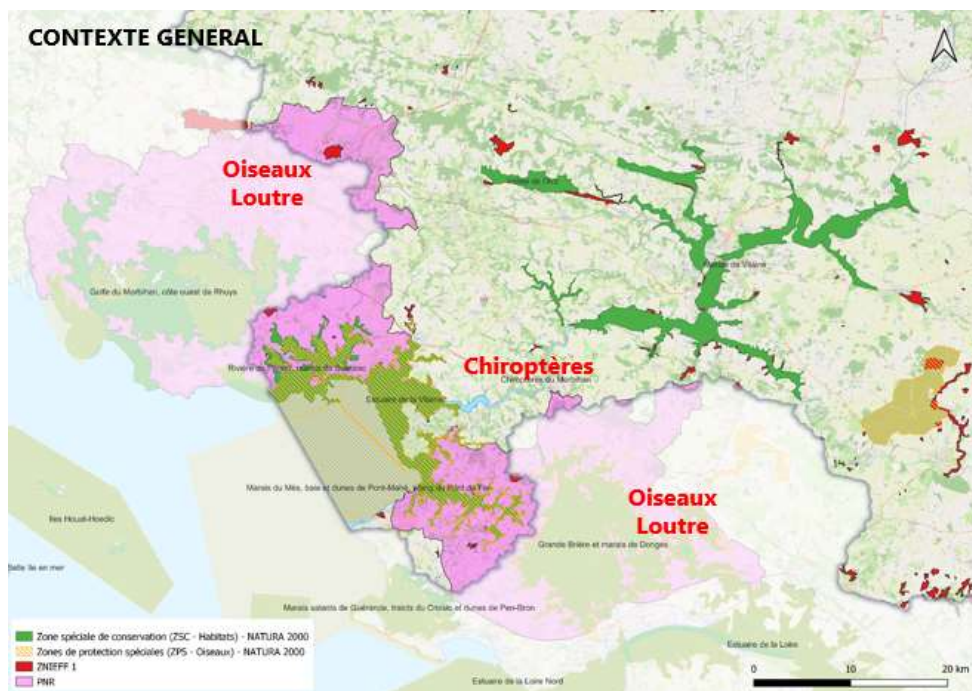 CONTEXTE GENERAL
Oiseaux
Loutre
Golfe du Morbihan, côte ouest de Rhuys
Chiroptères
Chiroptères du Morbihan
Estuaire de la Vilaine
Marais du Mès, baie et dunes de Pont-Mahé, étang du Pont de Fer
Oiseaux
Loutre
Iles Houat-Hoedic
Grande Brière et marais de Donges
Belle Ile en mer
Marais salants de Guérande, traicts du Croisic et dunes de Pen-Bron
Estuaire de la Loire
Estuaire de la Loire Nord
Zone spéciale de conservation (ZSC - Habitats) - NATURA 2000
Zones de protection spéciales (ZPS - Oiseaux) - NATURA 2000
ZNIEFF 1
PNR
0 10 20 km